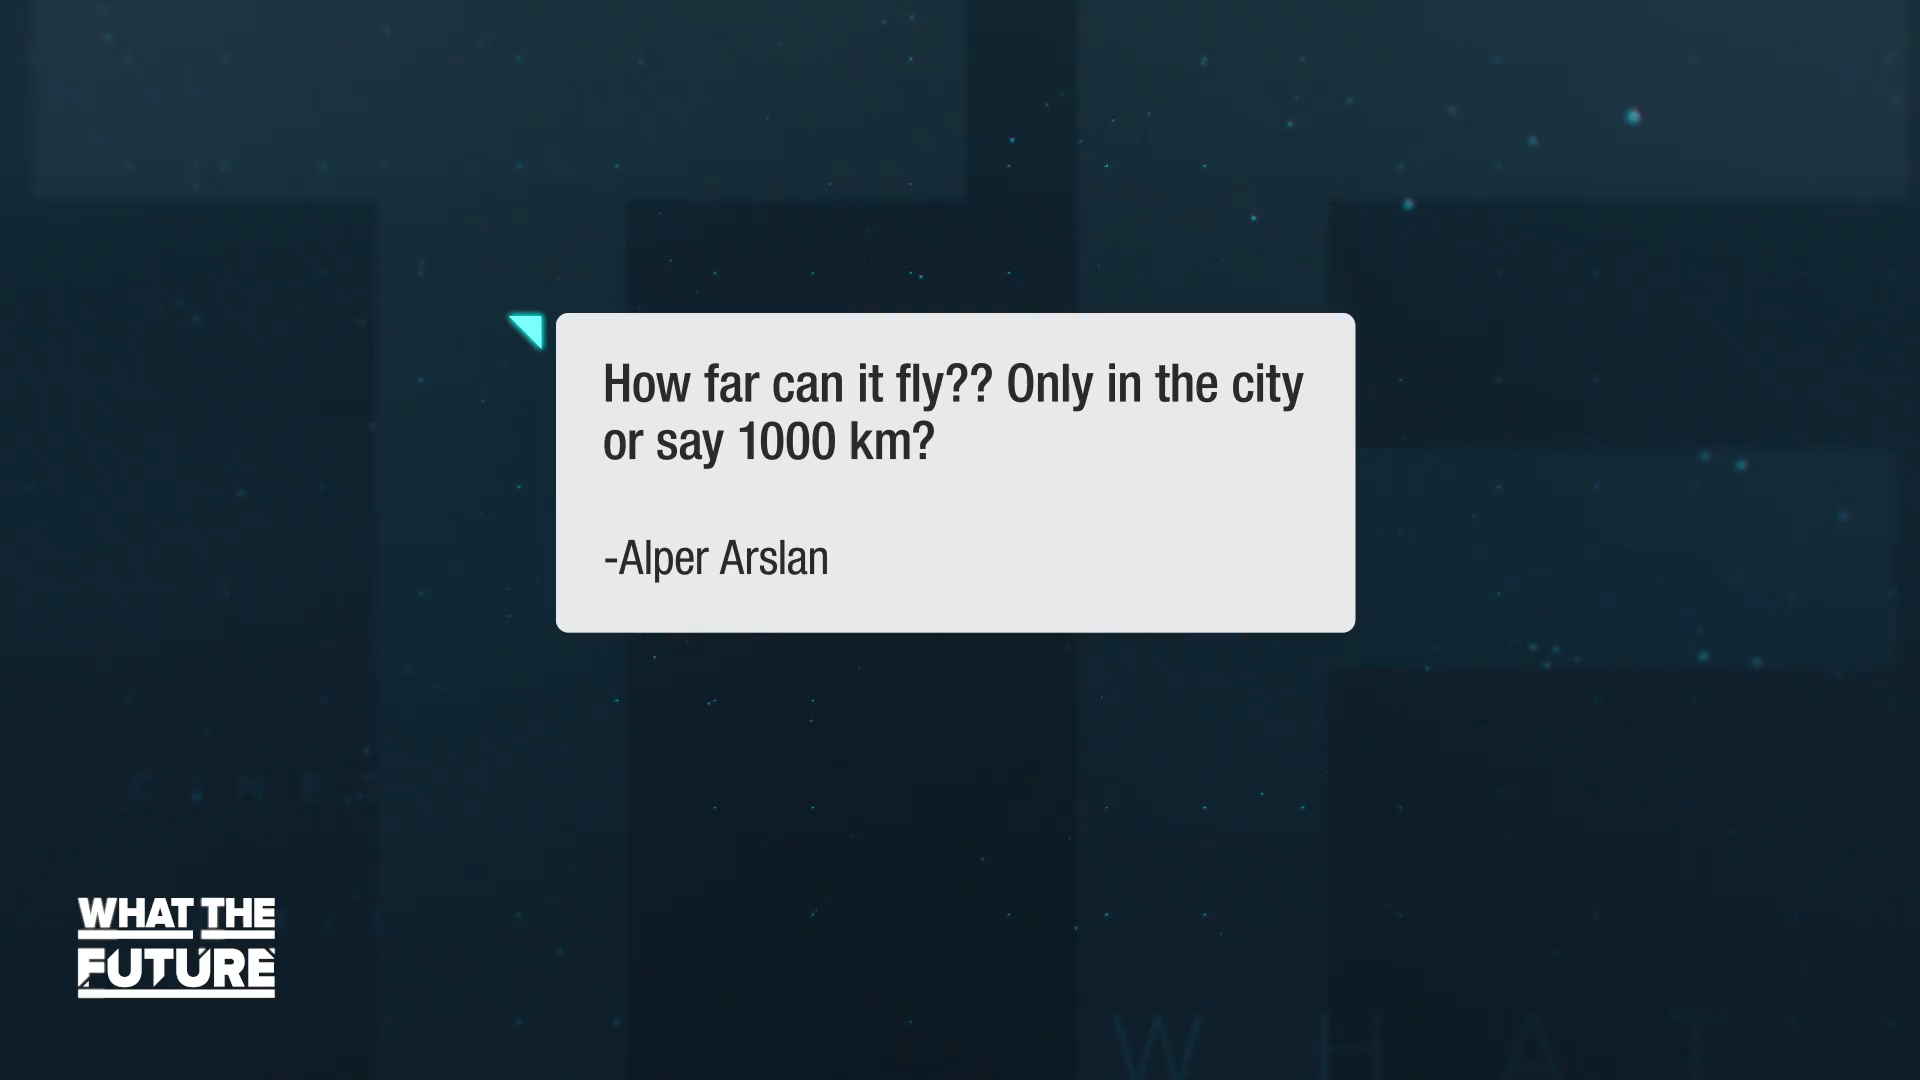 How far can it fly?? Only in the city
or say 1000 km?
-Alper Arslan
C N E T
WHAT THE
FUTURE
W H A T